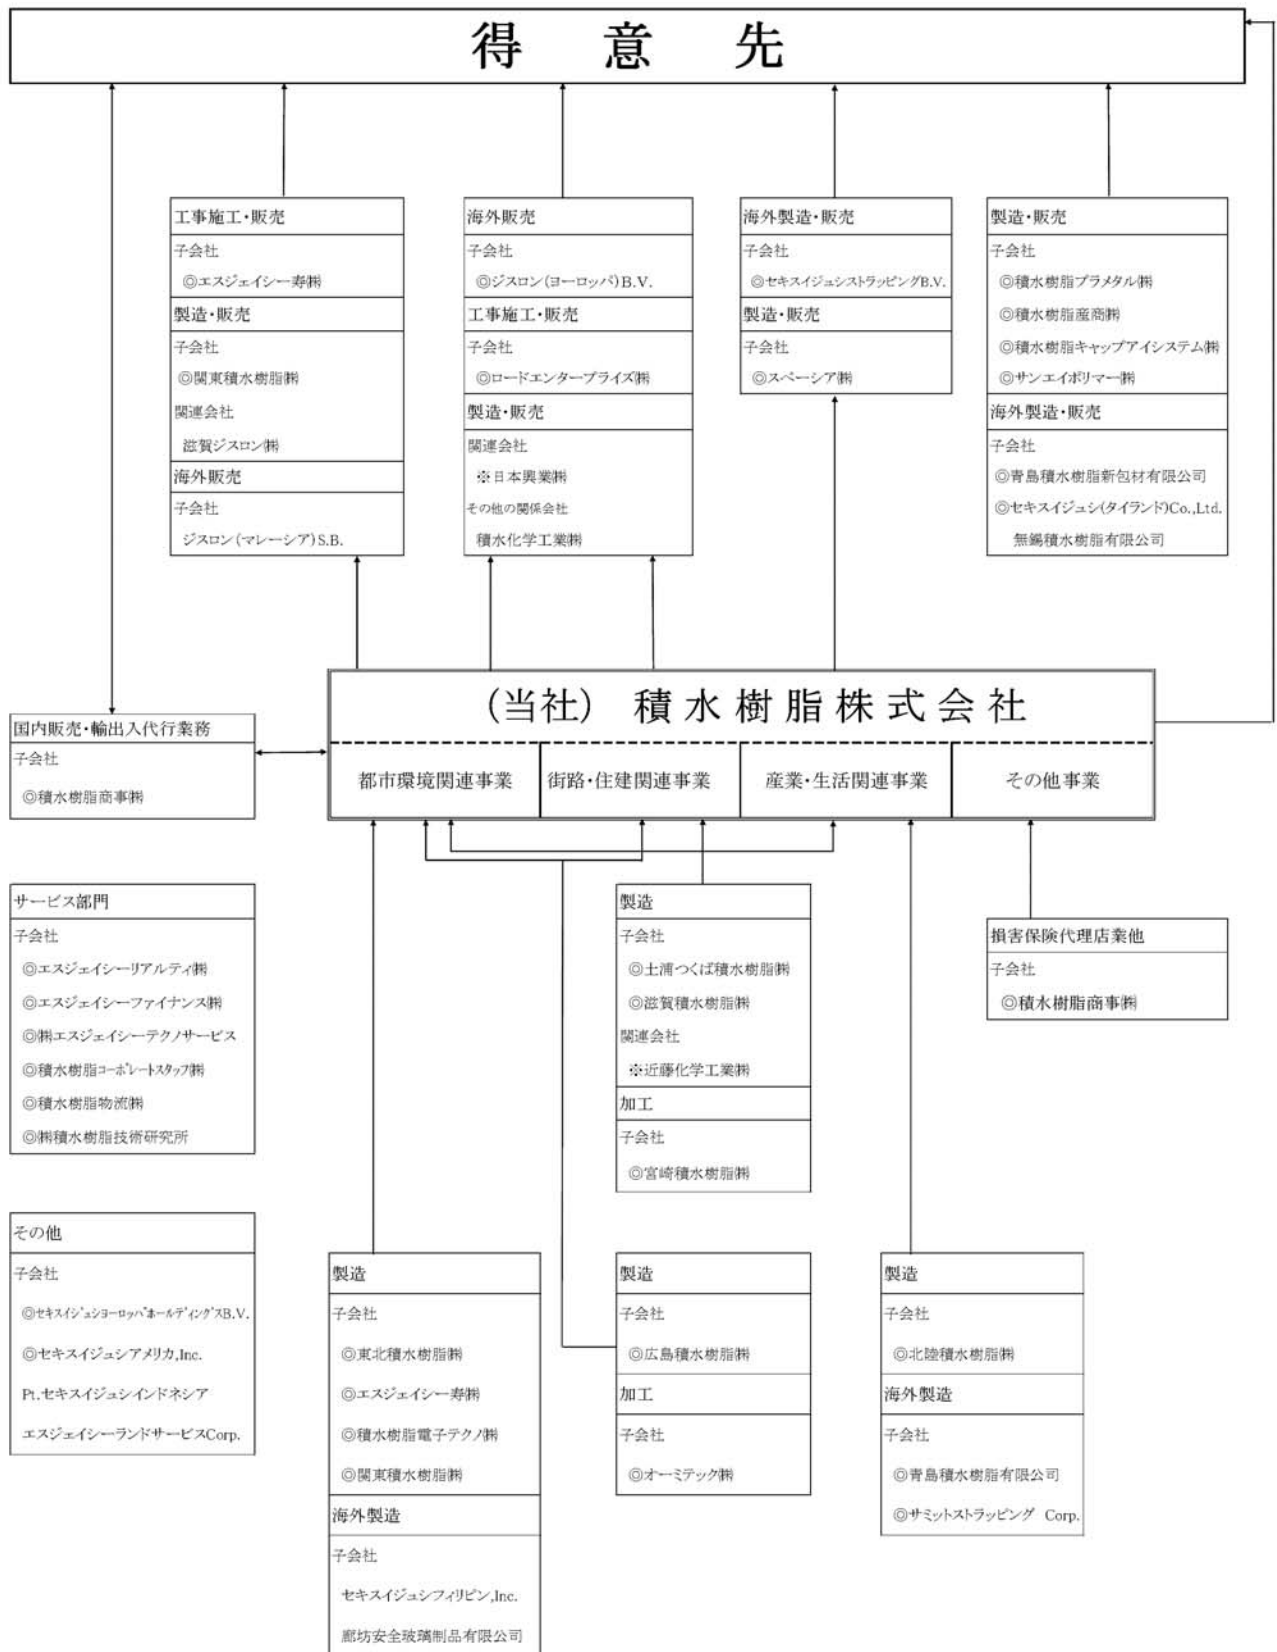 得意先
工事施工・販売
子会社
◎エスジェイシー寿㈱
製造・販売
子会社
◎関東積水樹脂㈱
関連会社
滋賀ジスロン㈱
海外販売
子会社
ジスロン(マレーシア)S.B.
海外販売
子会社
◎ジスロン(ヨーロッパ)B.V.
工事施工・販売
子会社
◎ロードエンタープライズ㈱
製造・販売
関連会社
※日本興業㈱
その他の関係会社
積水化学工業㈱
海外製造・販売
子会社
◎セキスイジュシストラッピングB.V.
製造・販売
子会社
◎スペーシア㈱
製造・販売
子会社
◎積水樹脂プラメタル㈱
◎積水樹脂産商㈱
◎積水樹脂キャップアイシステム㈱
◎サンエイポリマー㈱
海外製造・販売
子会社
◎青島積水樹脂新包材有限公司
◎セキスイジュシ(タイランド)Co.,Ltd.
無錫積水樹脂有限公司
(当社) 積水樹脂株式会社
都市環境関連事業
街路・住建関連事業
産業・生活関連事業
その他事業
国内販売・輸出入代行業務
子会社
◎積水樹脂商事㈱
サービス部門
子会社
◎エスジェイシーリアルティ㈱
◎エスジェイシーファイナンス㈱
◎㈱エスジェイシーテクノサービス
◎積水樹脂コーポレートスタッフ㈱
◎積水樹脂物流㈱
◎㈱積水樹脂技術研究所
製造
子会社
◎土浦つくば積水樹脂㈱
◎滋賀積水樹脂㈱
関連会社
※近藤化学工業㈱
加工
子会社
◎宮崎積水樹脂㈱
損害保険代理店業他
子会社
◎積水樹脂商事㈱
その他
子会社
◎セキスイジュシヨーロッパホールディングスB.V.
◎セキスイジュシアメリカ,Inc.
Pt.セキスイジュシインドネシア
エスジェイシーランドサービスCorp.
製造
子会社
◎東北積水樹脂㈱
◎エスジェイシー寿㈱
◎積水樹脂電子テクノ㈱
◎関東積水樹脂㈱
海外製造
子会社
セキスイジュシフィリピン,Inc.
廊坊安全玻璃制品有限公司
製造
子会社
◎広島積水樹脂㈱
加工
子会社
◎オーミテック㈱
製造
子会社
◎北陸積水樹脂㈱
海外製造
子会社
◎青島積水樹脂有限公司
◎サミットストラッピング Corp.